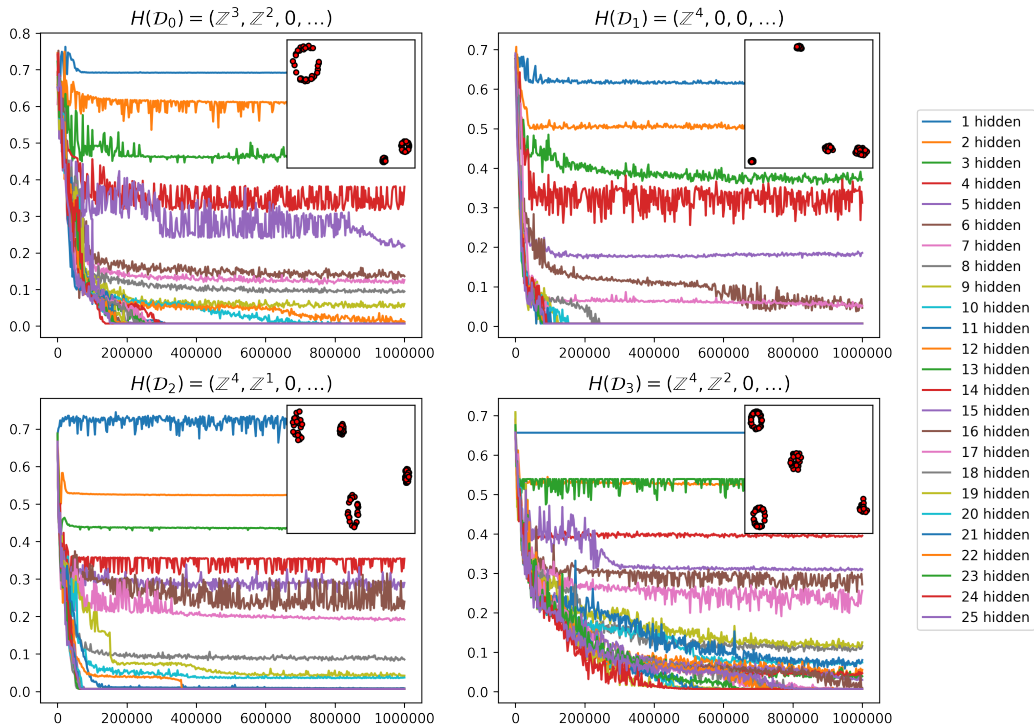 H(𝒟₀) = (ℤ³, ℤ², 0, …)
0.8
0.7
0.6
0.5
0.4
0.3
0.2
0.1
0.0
0 200000 400000 600000 800000 1000000
H(𝒟₁) = (ℤ⁴, 0, 0, …)
0.7
0.6
0.5
0.4
0.3
0.2
0.1
0.0
0 200000 400000 600000 800000 1000000
H(𝒟₂) = (ℤ⁴, ℤ¹, 0, …)
0.7
0.6
0.5
0.4
0.3
0.2
0.1
0.0
0 200000 400000 600000 800000 1000000
H(𝒟₃) = (ℤ⁴, ℤ², 0, …)
0.7
0.6
0.5
0.4
0.3
0.2
0.1
0.0
0 200000 400000 600000 800000 1000000
1 hidden
2 hidden
3 hidden
4 hidden
5 hidden
6 hidden
7 hidden
8 hidden
9 hidden
10 hidden
11 hidden
12 hidden
13 hidden
14 hidden
15 hidden
16 hidden
17 hidden
18 hidden
19 hidden
20 hidden
21 hidden
22 hidden
23 hidden
24 hidden
25 hidden